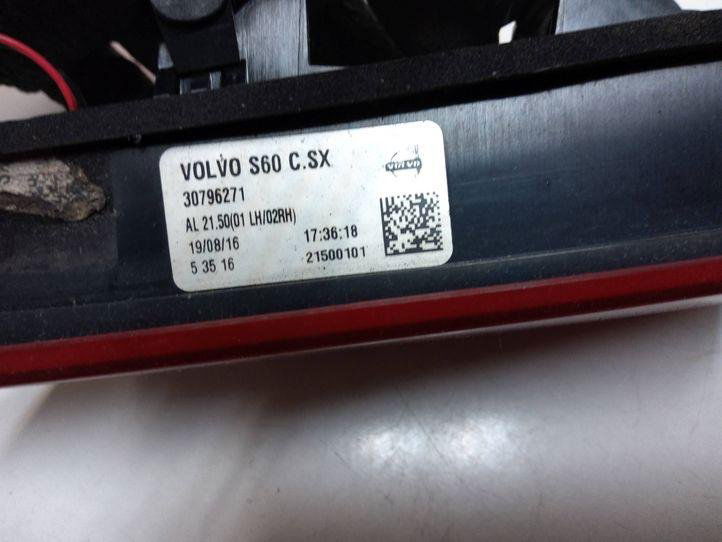 VOLVO S60 C.SX
VOLVO
30796271
AL 21.50(01 LH/02RH)
19/08/16 17:36:18
5 35 16 21500101